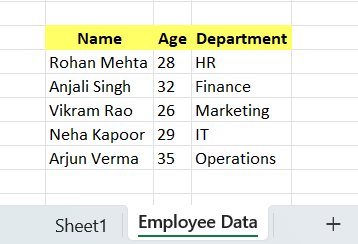 Name Age Department
Rohan Mehta 28 HR
Anjali Singh 32 Finance
Vikram Rao 26 Marketing
Neha Kapoor 29 IT
Arjun Verma 35 Operations
Sheet1 Employee Data +